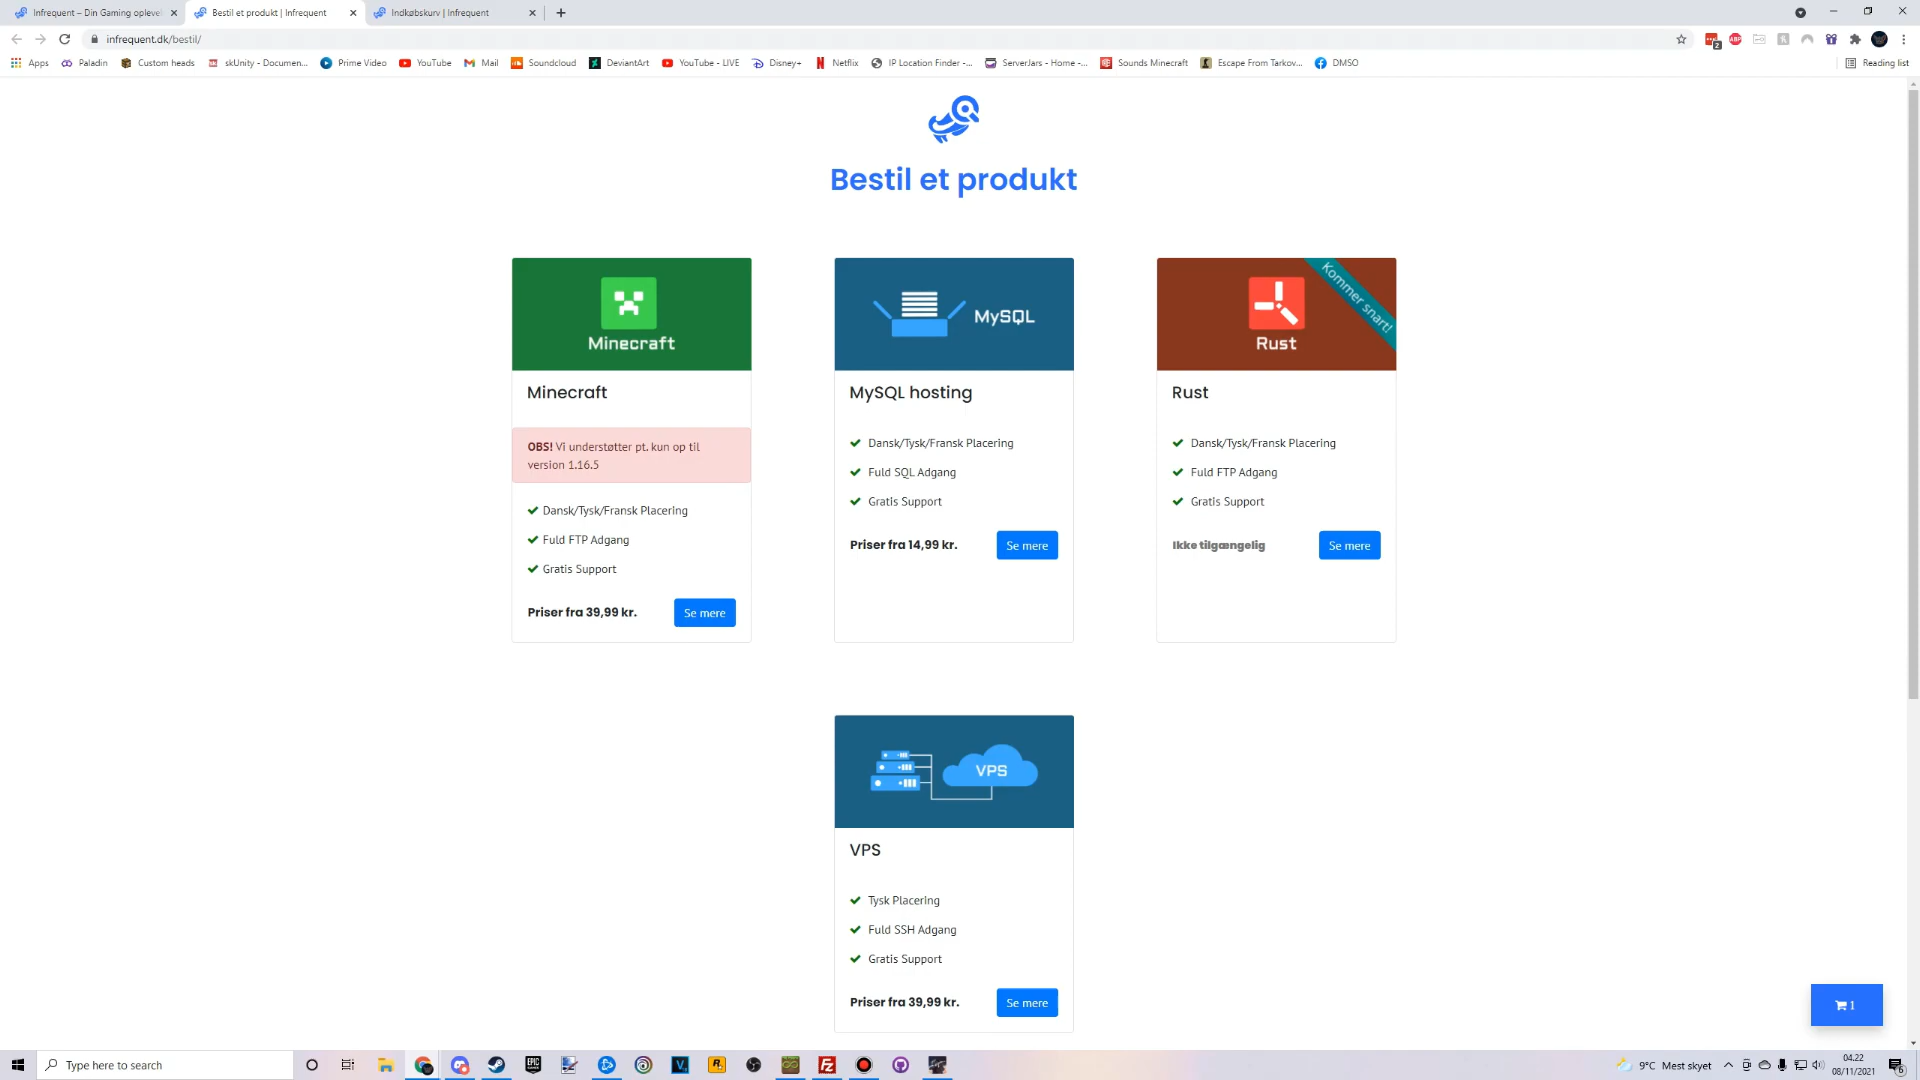 Infrequent – Din Gaming opleve
Bestil et produkt | Infrequent
Indkøbskurv | Infrequent
infrequent.dk/bestil/
2
ABP
Apps
Paladin
Custom heads
skUnity - Documen...
Prime Video
YouTube
Mail
Soundcloud
DeviantArt
YouTube - LIVE
Disney+
Netflix
IP Location Finder -...
ServerJars - Home -...
Sounds Minecraft
Escape From Tarkov...
DMSO
Reading list
Bestil et produkt
Minecraft
Minecraft
OBS! Vi understøtter pt. kun op til
version 1.16.5
Dansk/Tysk/Fransk Placering
Fuld FTP Adgang
Gratis Support
Priser fra 39,99 kr.
Se mere
MySQL
MySQL hosting
Dansk/Tysk/Fransk Placering
Fuld SQL Adgang
Gratis Support
Priser fra 14,99 kr.
Se mere
Kommer snart!
Rust
Rust
Dansk/Tysk/Fransk Placering
Fuld FTP Adgang
Gratis Support
Ikke tilgængelig
Se mere
VPS
VPS
Tysk Placering
Fuld SSH Adgang
Gratis Support
Priser fra 39,99 kr.
Se mere
1
Type here to search
EPIC
9°C Mest skyet
04.22
08/11/2021
6